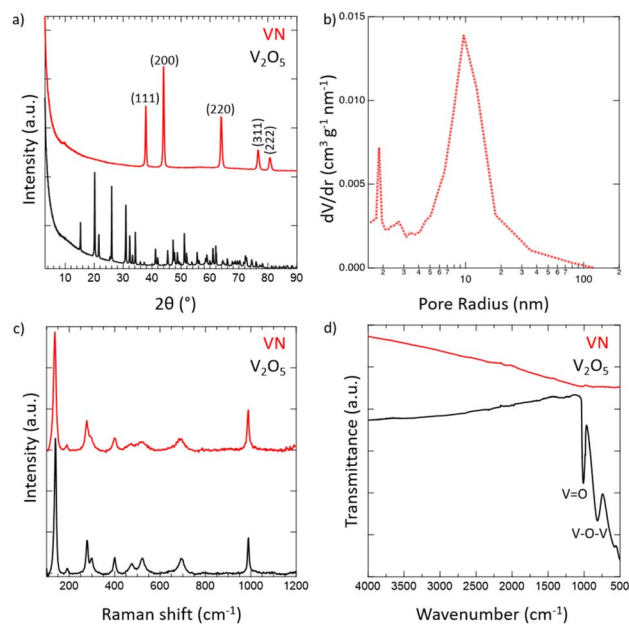 a)
VN
V₂O₅
(111)
(200)
(220)
(311)
(222)
Intensity (a.u.)
10 20 30 40 50 60 70 80 90
2θ (°)
b)
0.015
0.010
0.005
0.000
dV/dr (cm³ g⁻¹ nm⁻¹)
2 3 4 5 6 7 10 2 3 4 5 6 7 100 2
Pore Radius (nm)
c)
VN
V₂O₅
Intensity (a.u.)
200 400 600 800 1000 1200
Raman shift (cm⁻¹)
d)
VN
V₂O₅
V=O
V-O-V
Transmittance (a.u.)
4000 3500 3000 2500 2000 1500 1000 500
Wavenumber (cm⁻¹)